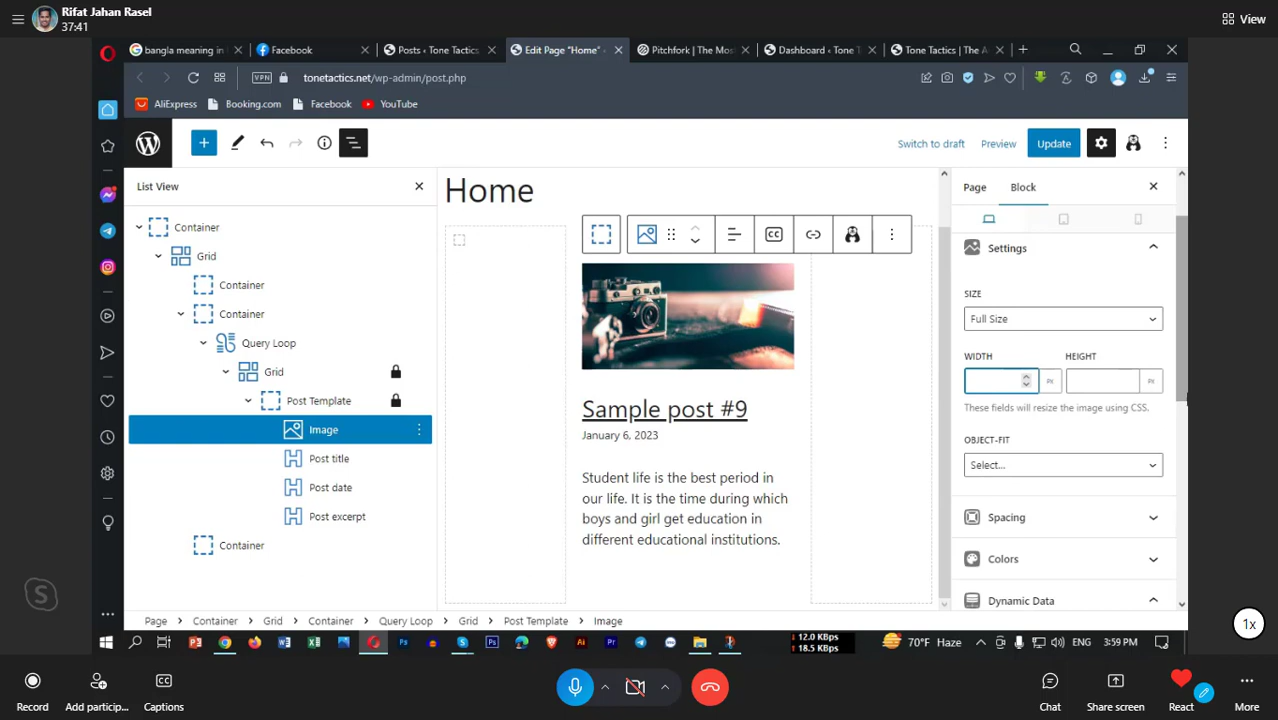 Rifat Jahan Rasel
37:41
View
bangla meaning in
Facebook
Posts ‹ Tone Tactics
Edit Page "Home" ‹
Pitchfork | The Mos
Dashboard ‹ Tone T
Tone Tactics | The A
VPN
tonetactics.net/wp-admin/post.php
AliExpress
Booking.com
Facebook
YouTube
Switch to draft
Preview
Update
List View
Container
Grid
Container
Container
Query Loop
Grid
Post Template
Image
Post title
Post date
Post excerpt
Container
Home
Sample post #9
January 6, 2023
Student life is the best period in
our life. It is the time during which
boys and girl get education in
different educational institutions.
Page
Block
Settings
SIZE
Full Size
WIDTH
HEIGHT
PX
PX
These fields will resize the image using CSS.
OBJECT-FIT
Select...
Spacing
Colors
Dynamic Data
Page › Container › Grid › Container › Query Loop › Grid › Post Template › Image
12.0 KBps
18.5 KBps
70°F Haze
ENG
3:59 PM
1x
Record
Add particip...
Captions
Chat
Share screen
React
More